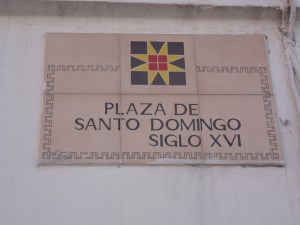 PLAZA DE
SANTO DOMINGO
SIGLO XVI